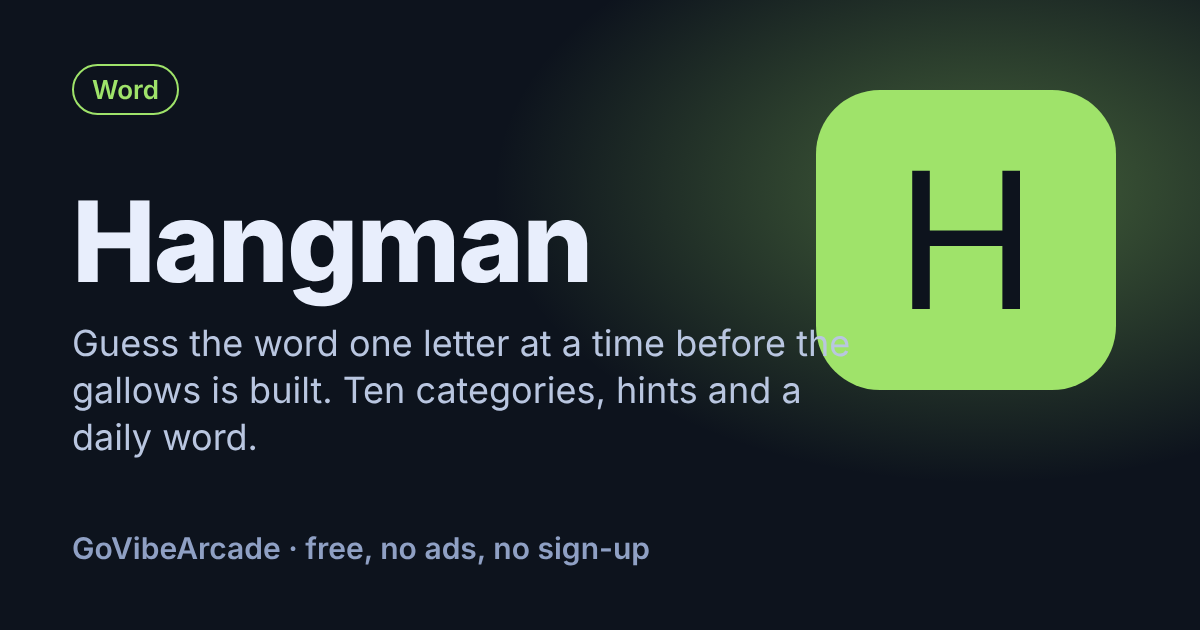 Word
Hangman
H
Guess the word one letter at a time before the
gallows is built. Ten categories, hints and a
daily word.
GoVibeArcade · free, no ads, no sign-up